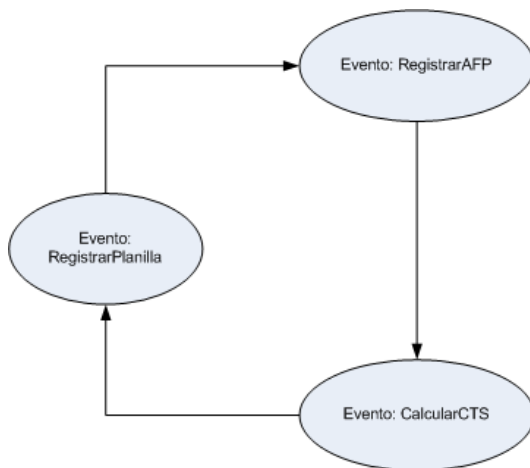 Evento: RegistrarAFP
Evento:
RegistrarPlanilla
Evento: CalcularCTS